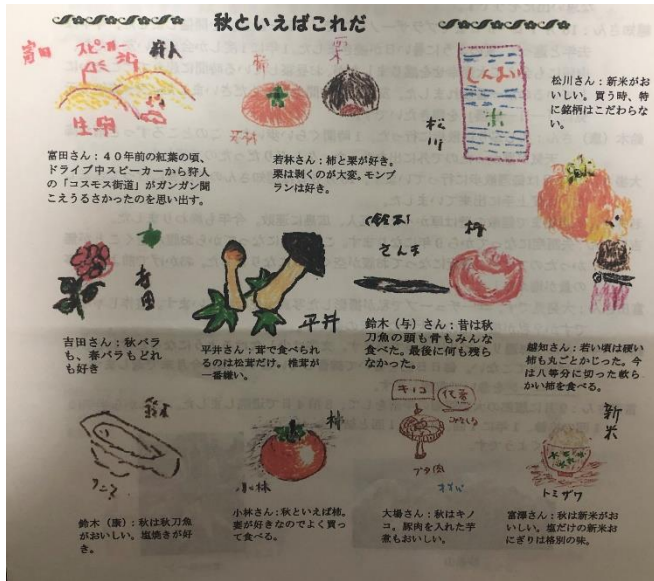 秋といえばこれだ
富田
スピーカー
狩人
生駒
柿
栗
若林
しんまい
米
松川
松川さん：新米がお
いしい。買う時、特
に銘柄はこだわらな
い。
富田さん：４０年前の紅葉の頃、
ドライブ中スピーカーから狩人
の「コスモス街道」がガンガン聞
こえうるさかったのを思い出す。
若林さん：柿と栗が好き。
栗は剥くのが大変。モンブ
ランは好き。
吉田
平井
さんま
柿
吉田さん：秋バラ
も、春バラもどれ
も好き
平井さん：茸で食べられ
るのは松茸だけ。椎茸が
一番嫌い。
鈴木（与）さん：昔は秋
刀魚の頭も骨もみんな
食べた。最後に何も残ら
なかった。
越知さん：若い頃は硬い
柿も丸ごとかじった。今
は八等分に切った軟ら
かい柿を食べる。
鈴木
柿
小林
キノコ
ブタ肉
新米
トミザワ
鈴木（康）：秋は秋刀魚
がおいしい。塩焼きが好
き。
小林さん：秋といえば柿。
妻が好きなのでよく買っ
て食べる。
大場さん：秋はキノ
コ。豚肉を入れた芋
煮もおいしい。
富澤さん：秋は新米がお
いしい。塩だけの新米お
にぎりは格別の味。